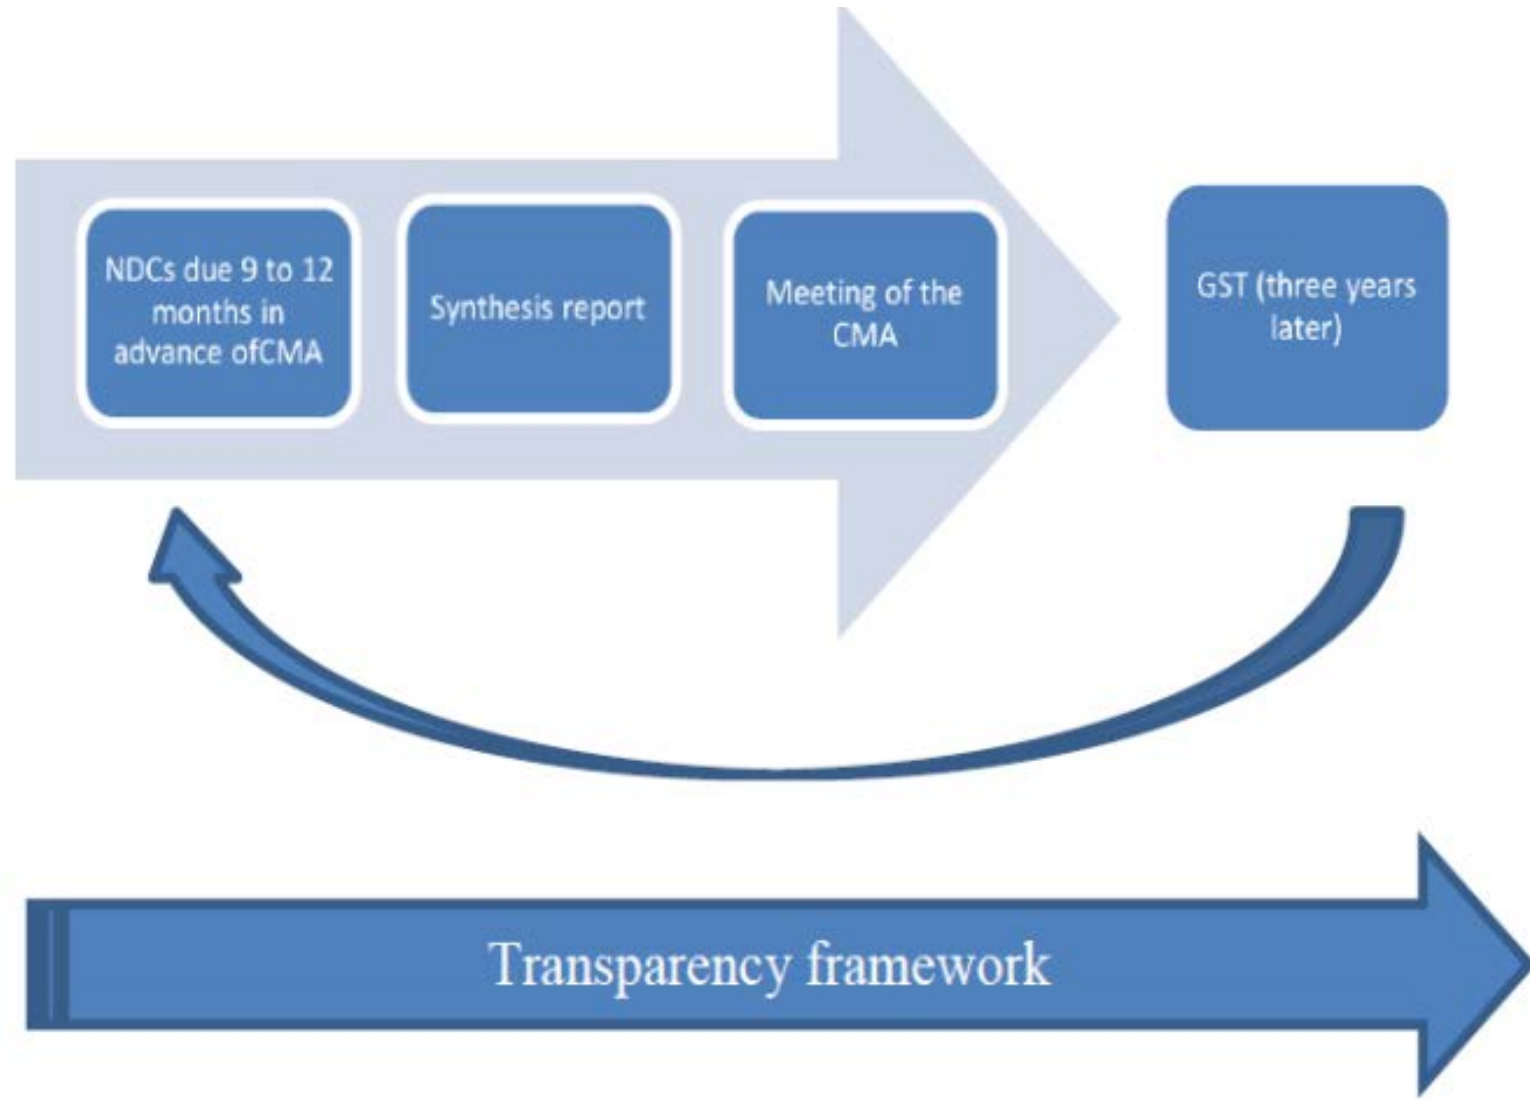 NDCs due 9 to 12
months in
advance ofCMA
Synthesis report
Meeting of the
CMA
GST (three years
later)
Transparency framework